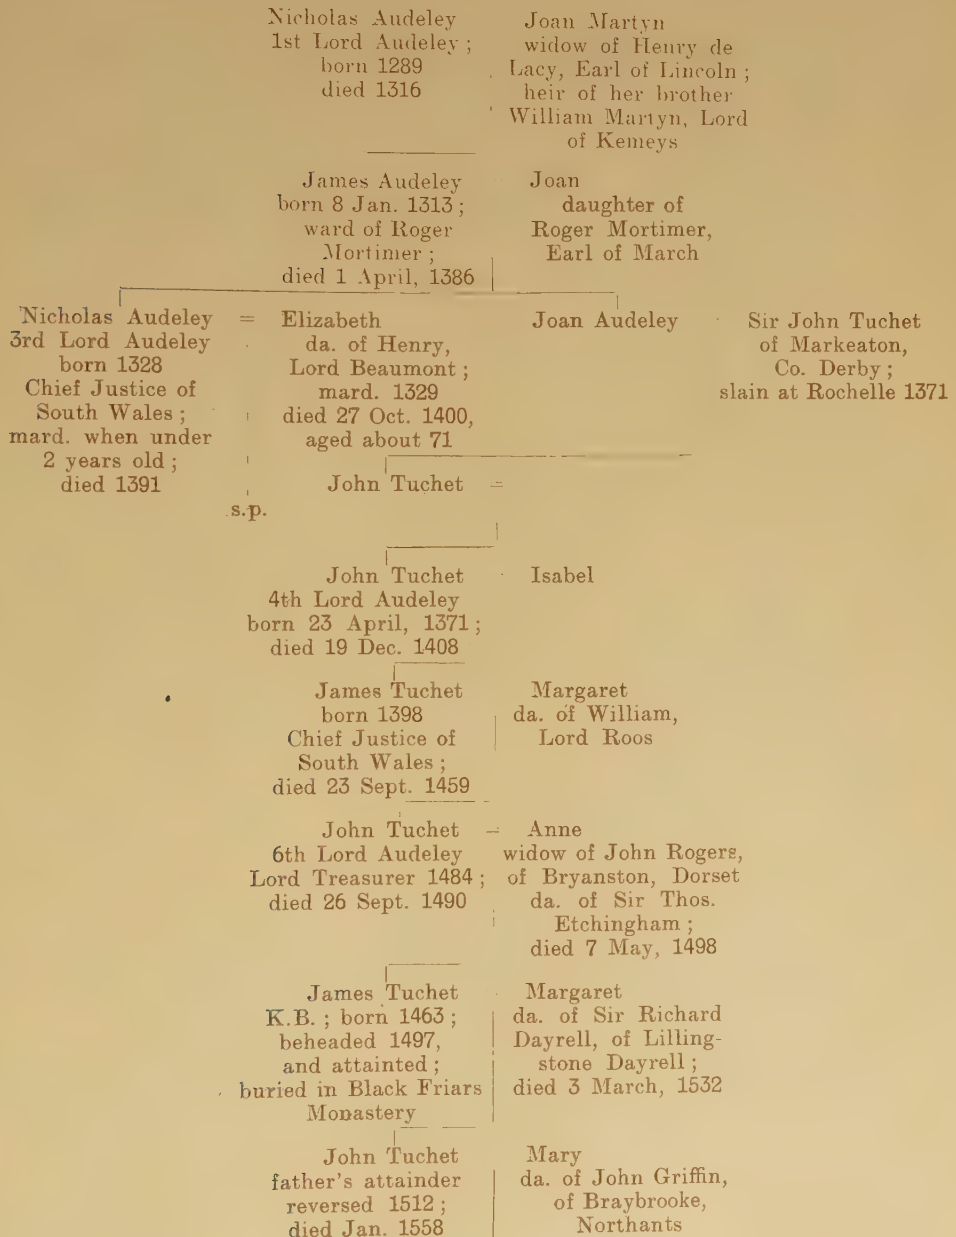 Nicholas Audeley
1st Lord Audeley ;
born 1289
died 1316
Joan Martyn
widow of Henry de
Lacy, Earl of Lincoln ;
heir of her brother
William Martyn, Lord
of Kemeys
James Audeley
born 8 Jan. 1313 ;
ward of Roger
Mortimer ;
died 1 April, 1386
Joan
daughter of
Roger Mortimer,
Earl of March
Nicholas Audeley
3rd Lord Audeley
born 1328
Chief Justice of
South Wales ;
mard. when under
2 years old ;
died 1391
=
Elizabeth
da. of Henry,
Lord Beaumont ;
mard. 1329
died 27 Oct. 1400,
aged about 71
s.p.
Joan Audeley
Sir John Tuchet
of Markeaton,
Co. Derby ;
slain at Rochelle 1371
John Tuchet =
John Tuchet
4th Lord Audeley
born 23 April, 1371 ;
died 19 Dec. 1408
Isabel
James Tuchet
born 1398
Chief Justice of
South Wales ;
died 23 Sept. 1459
Margaret
da. of William,
Lord Roos
John Tuchet
6th Lord Audeley
Lord Treasurer 1484 ;
died 26 Sept. 1490
=
Anne
widow of John Rogers,
of Bryanston, Dorset
da. of Sir Thos.
Etchingham ;
died 7 May, 1498
James Tuchet
K.B. ; born 1463 ;
beheaded 1497,
and attainted ;
buried in Black Friars
Monastery
Margaret
da. of Sir Richard
Dayrell, of Lilling-
stone Dayrell ;
died 3 March, 1532
John Tuchet
father's attainder
reversed 1512 ;
died Jan. 1558
Mary
da. of John Griffin,
of Braybrooke,
Northants